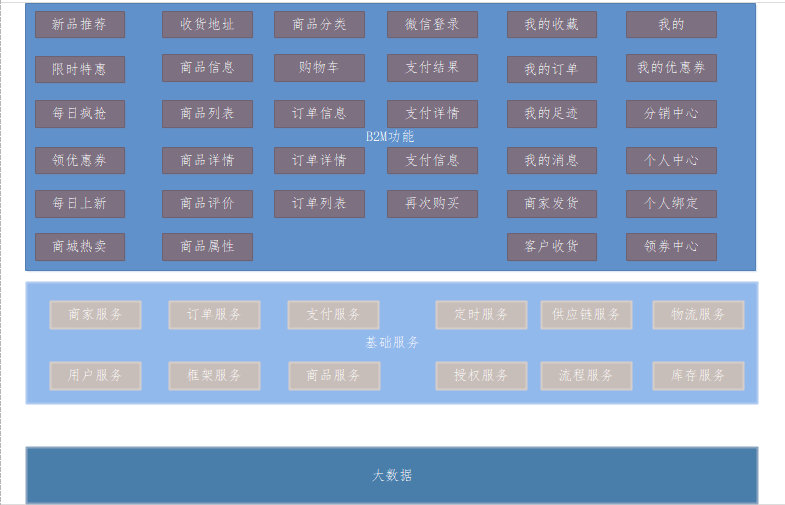 新品推荐 收货地址 商品分类 微信登录 我的收藏 我的
限时特惠 商品信息 购物车 支付结果 我的订单 我的优惠券
每日疯抢 商品列表 订单信息 支付详情 我的足迹 分销中心
B2M功能
领优惠券 商品详情 订单详情 支付信息 我的消息 个人中心
每日上新 商品评价 订单列表 再次购买 商家发货 个人绑定
商城热卖 商品属性 客户收货 领券中心
商家服务 订单服务 支付服务 定时服务 供应链服务 物流服务
基础服务
用户服务 框架服务 商品服务 授权服务 流程服务 库存服务
大数据